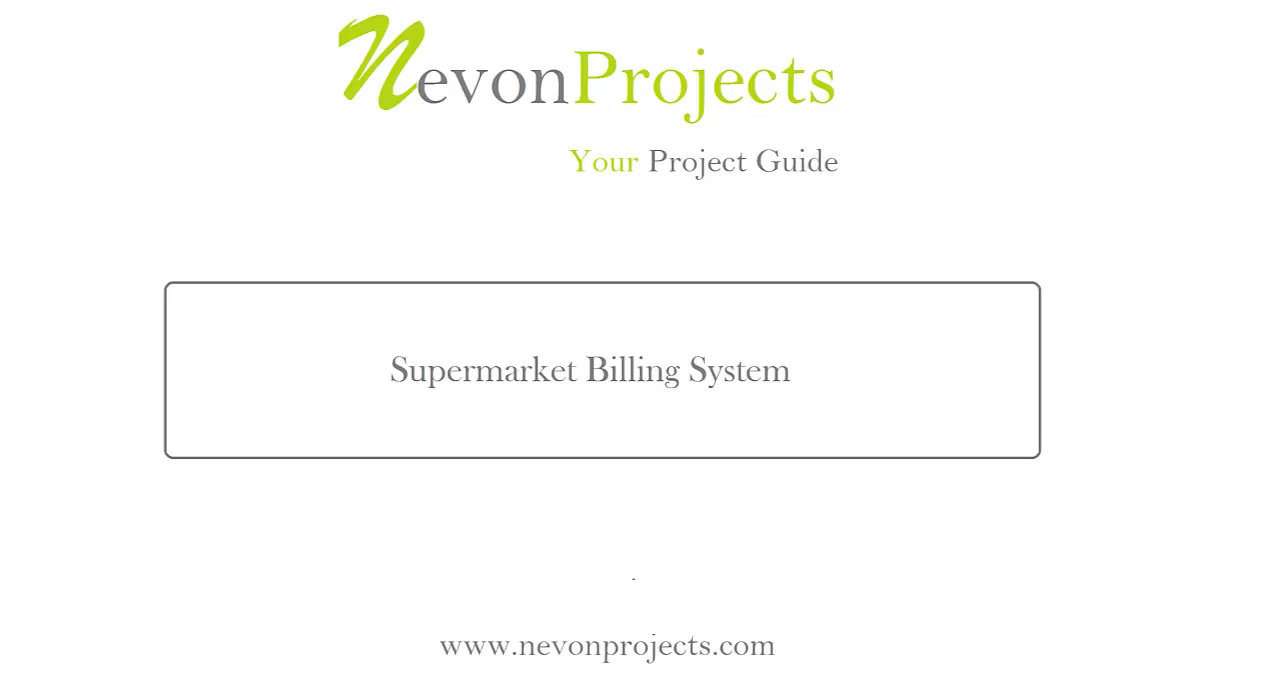 NevonProjects
Your Project Guide
Supermarket Billing System
.
www.nevonprojects.com